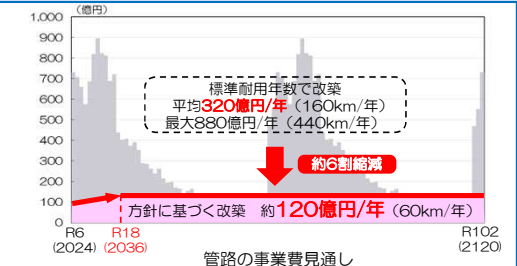 (億円)
1,000
900
800
700
600
500
400
300
200
100
0
標準耐用年数で改築
平均320億円/年（160km/年）
最大880億円/年（440km/年）
約6割縮減
方針に基づく改築 約120億円/年（60km/年）
R6 R18 R102
(2024) (2036) (2120)
管路の事業費見通し